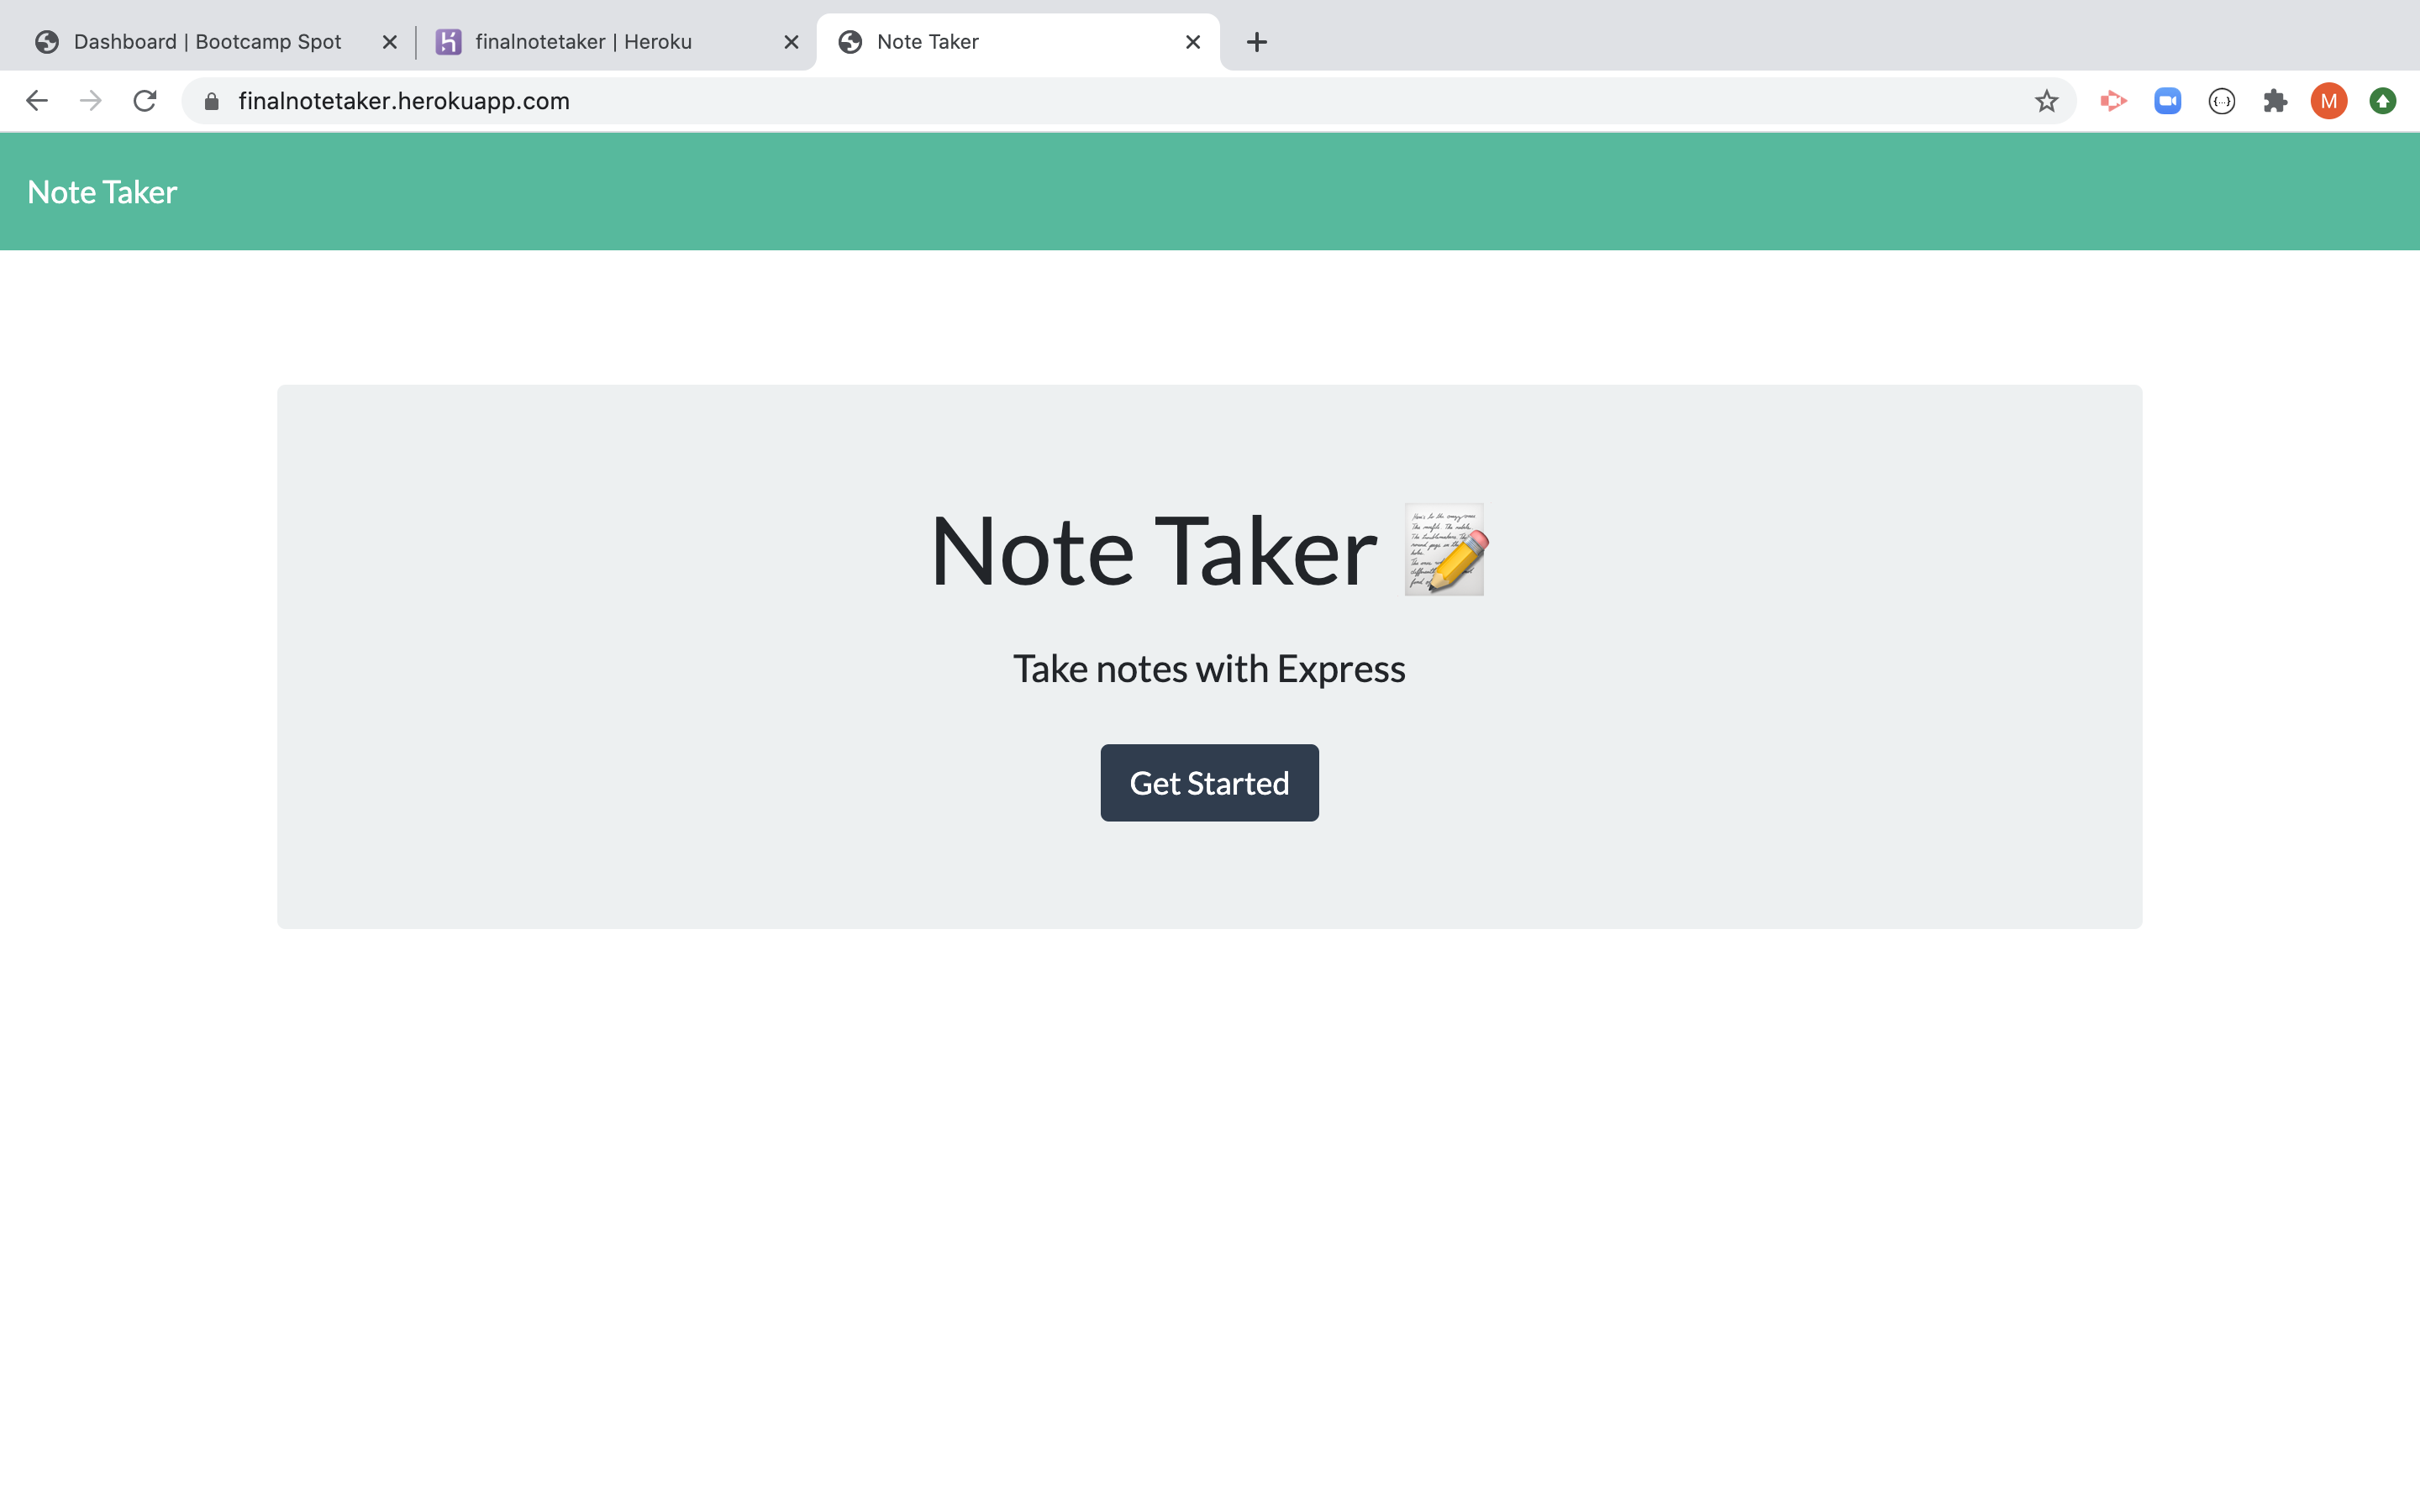 Dashboard | Bootcamp Spot
finalnotetaker | Heroku
Note Taker
finalnotetaker.herokuapp.com
M
Note Taker
Note Taker
Take notes with Express
Get Started